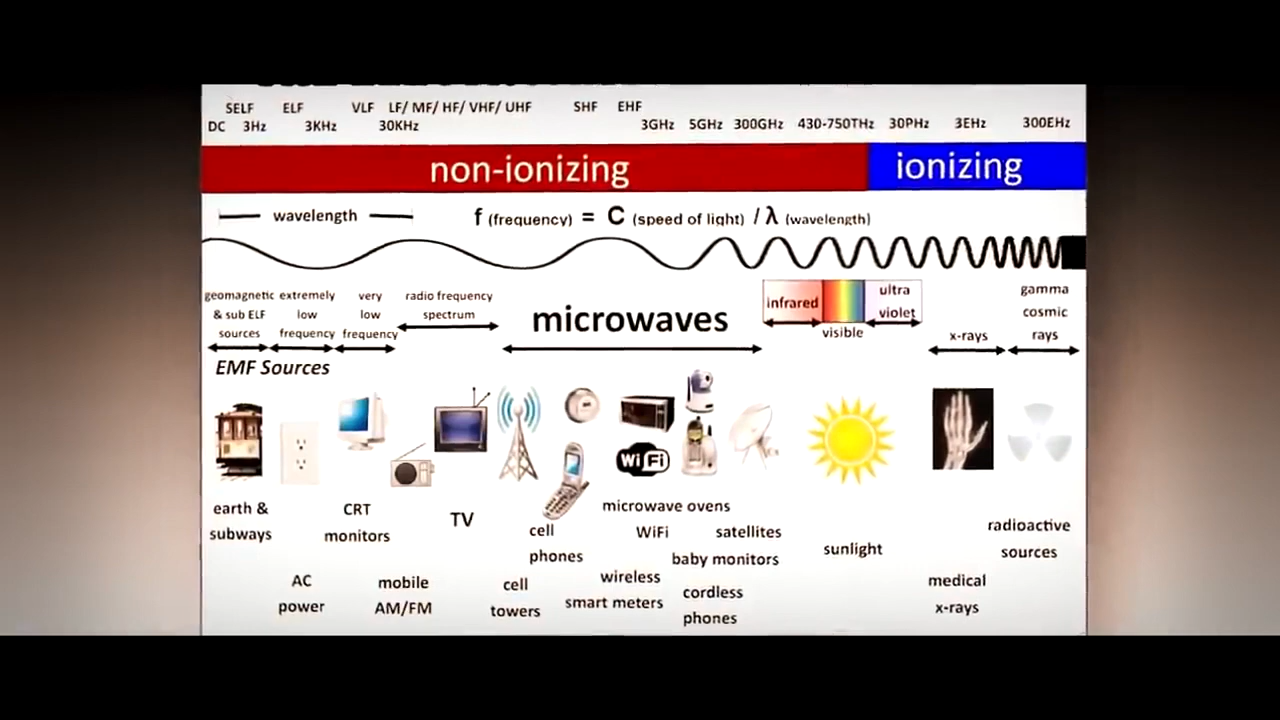 SELF ELF VLF LF/ MF/ HF/ VHF/ UHF SHF EHF
DC 3Hz 3KHz 30KHz 3GHz 5GHz 300GHz 430-750THz 30PHz 3EHz 300EHz
non-ionizing ionizing
wavelength f (frequency) = C (speed of light) / λ (wavelength)
geomagnetic & sub ELF sources
extremely low frequency
very low frequency
radio frequency spectrum
microwaves
infrared
visible
ultra violet
x-rays
gamma cosmic rays
EMF Sources
WiFi
earth & subways
AC power
CRT monitors
mobile AM/FM
TV
cell phones
cell towers
microwave ovens
WiFi
wireless smart meters
satellites
baby monitors
cordless phones
sunlight
medical x-rays
radioactive sources